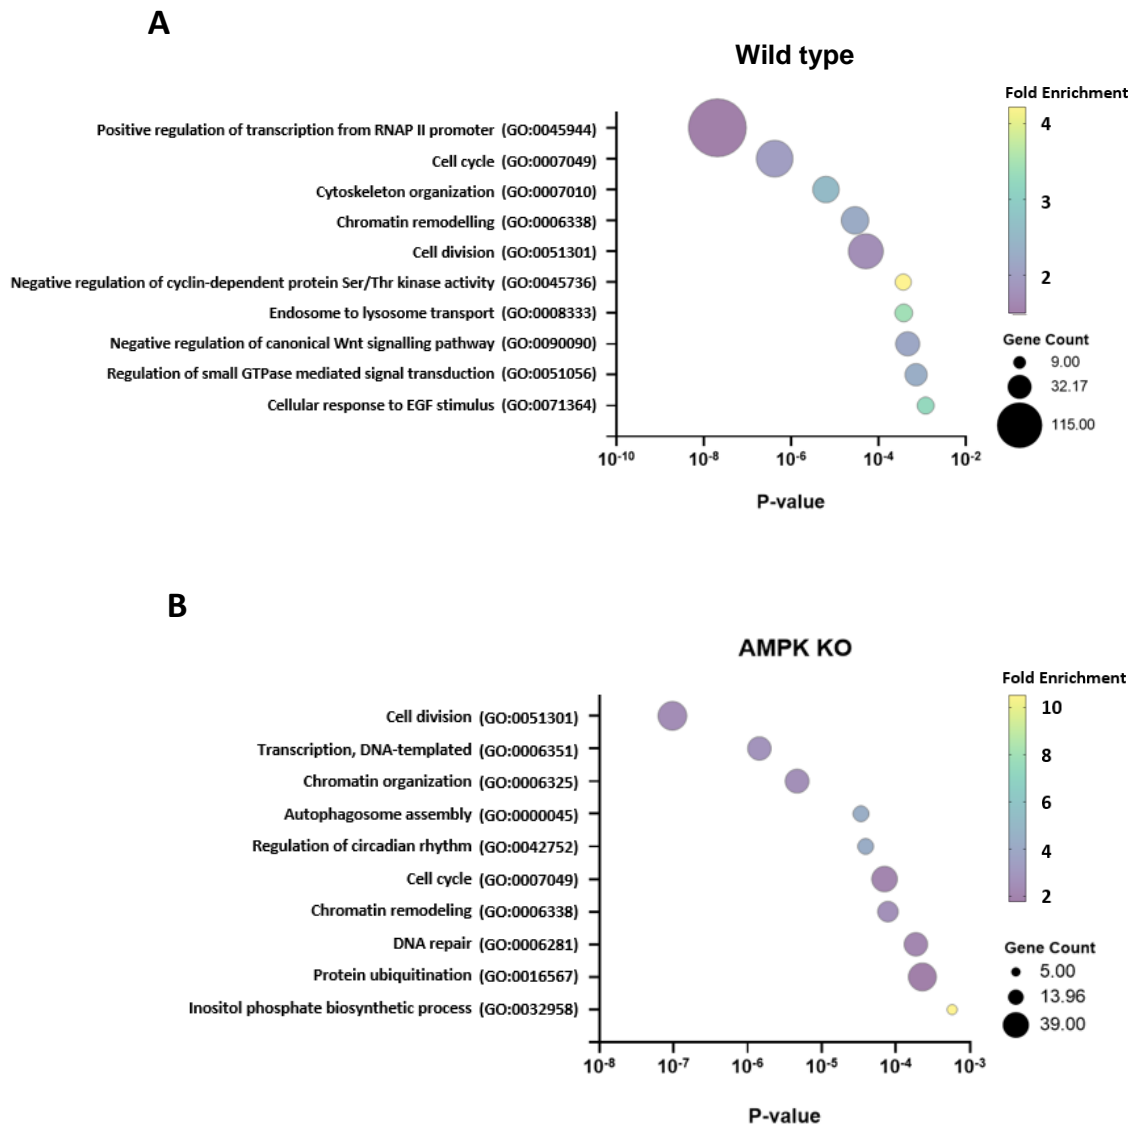 A
Wild type
Fold Enrichment
Positive regulation of transcription from RNAP II promoter (GO:0045944)
Cell cycle (GO:0007049)
Cytoskeleton organization (GO:0007010)
Chromatin remodelling (GO:0006338)
Cell division (GO:0051301)
Negative regulation of cyclin-dependent protein Ser/Thr kinase activity (GO:0045736)
Endosome to lysosome transport (GO:0008333)
Negative regulation of canonical Wnt signalling pathway (GO:0090090)
Regulation of small GTPase mediated signal transduction (GO:0051056)
Cellular response to EGF stimulus (GO:0071364)
4
3
2
Gene Count
9.00
32.17
115.00
10⁻¹⁰ 10⁻⁸ 10⁻⁶ 10⁻⁴ 10⁻²
P-value
B
AMPK KO
Fold Enrichment
Cell division (GO:0051301)
Transcription, DNA-templated (GO:0006351)
Chromatin organization (GO:0006325)
Autophagosome assembly (GO:0000045)
Regulation of circadian rhythm (GO:0042752)
Cell cycle (GO:0007049)
Chromatin remodeling (GO:0006338)
DNA repair (GO:0006281)
Protein ubiquitination (GO:0016567)
Inositol phosphate biosynthetic process (GO:0032958)
10
8
6
4
2
Gene Count
5.00
13.96
39.00
10⁻⁸ 10⁻⁷ 10⁻⁶ 10⁻⁵ 10⁻⁴ 10⁻³
P-value